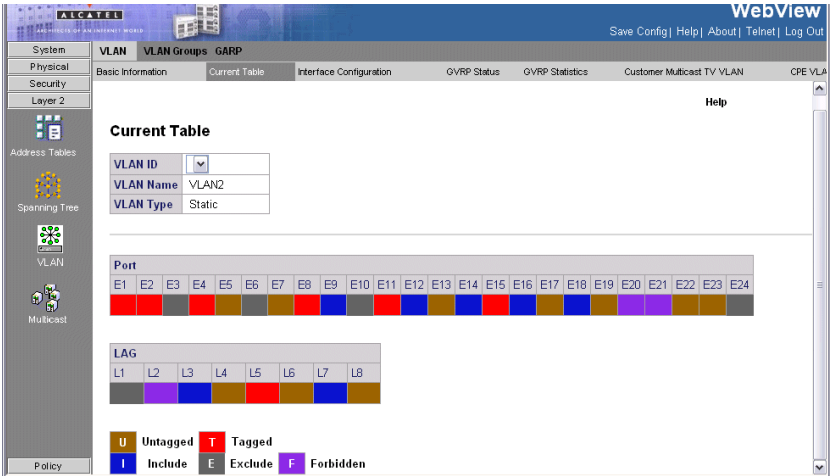 ALCATEL
ARCHITECTS OF AN INTERNET WORLD
WebView
Save Config| Help| About| Telnet| Log Out
System
Physical
Security
Layer 2
Address Tables
Spanning Tree
VLAN
Multicast
Policy
VLAN VLAN Groups GARP
Basic Information Current Table Interface Configuration GVRP Status GVRP Statistics Customer Multicast TV VLAN CPE VLA
Help
Current Table
VLAN ID
VLAN Name VLAN2
VLAN Type Static
Port
E1 E2 E3 E4 E5 E6 E7 E8 E9 E10 E11 E12 E13 E14 E15 E16 E17 E18 E19 E20 E21 E22 E23 E24
LAG
L1 L2 L3 L4 L5 L6 L7 L8
U Untagged T Tagged
I Include E Exclude F Forbidden